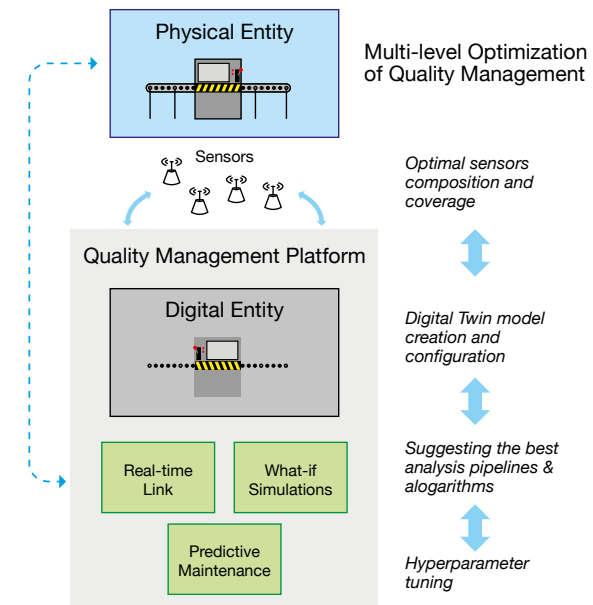 Physical Entity
Multi-level Optimization
of Quality Management
Sensors
Optimal sensors
composition and
coverage
Quality Management Platform
Digital Entity
Digital Twin model
creation and
configuration
Real-time
Link
What-if
Simulations
Suggesting the best
analysis pipelines &
alogarithms
Predictive
Maintenance
Hyperparameter
tuning